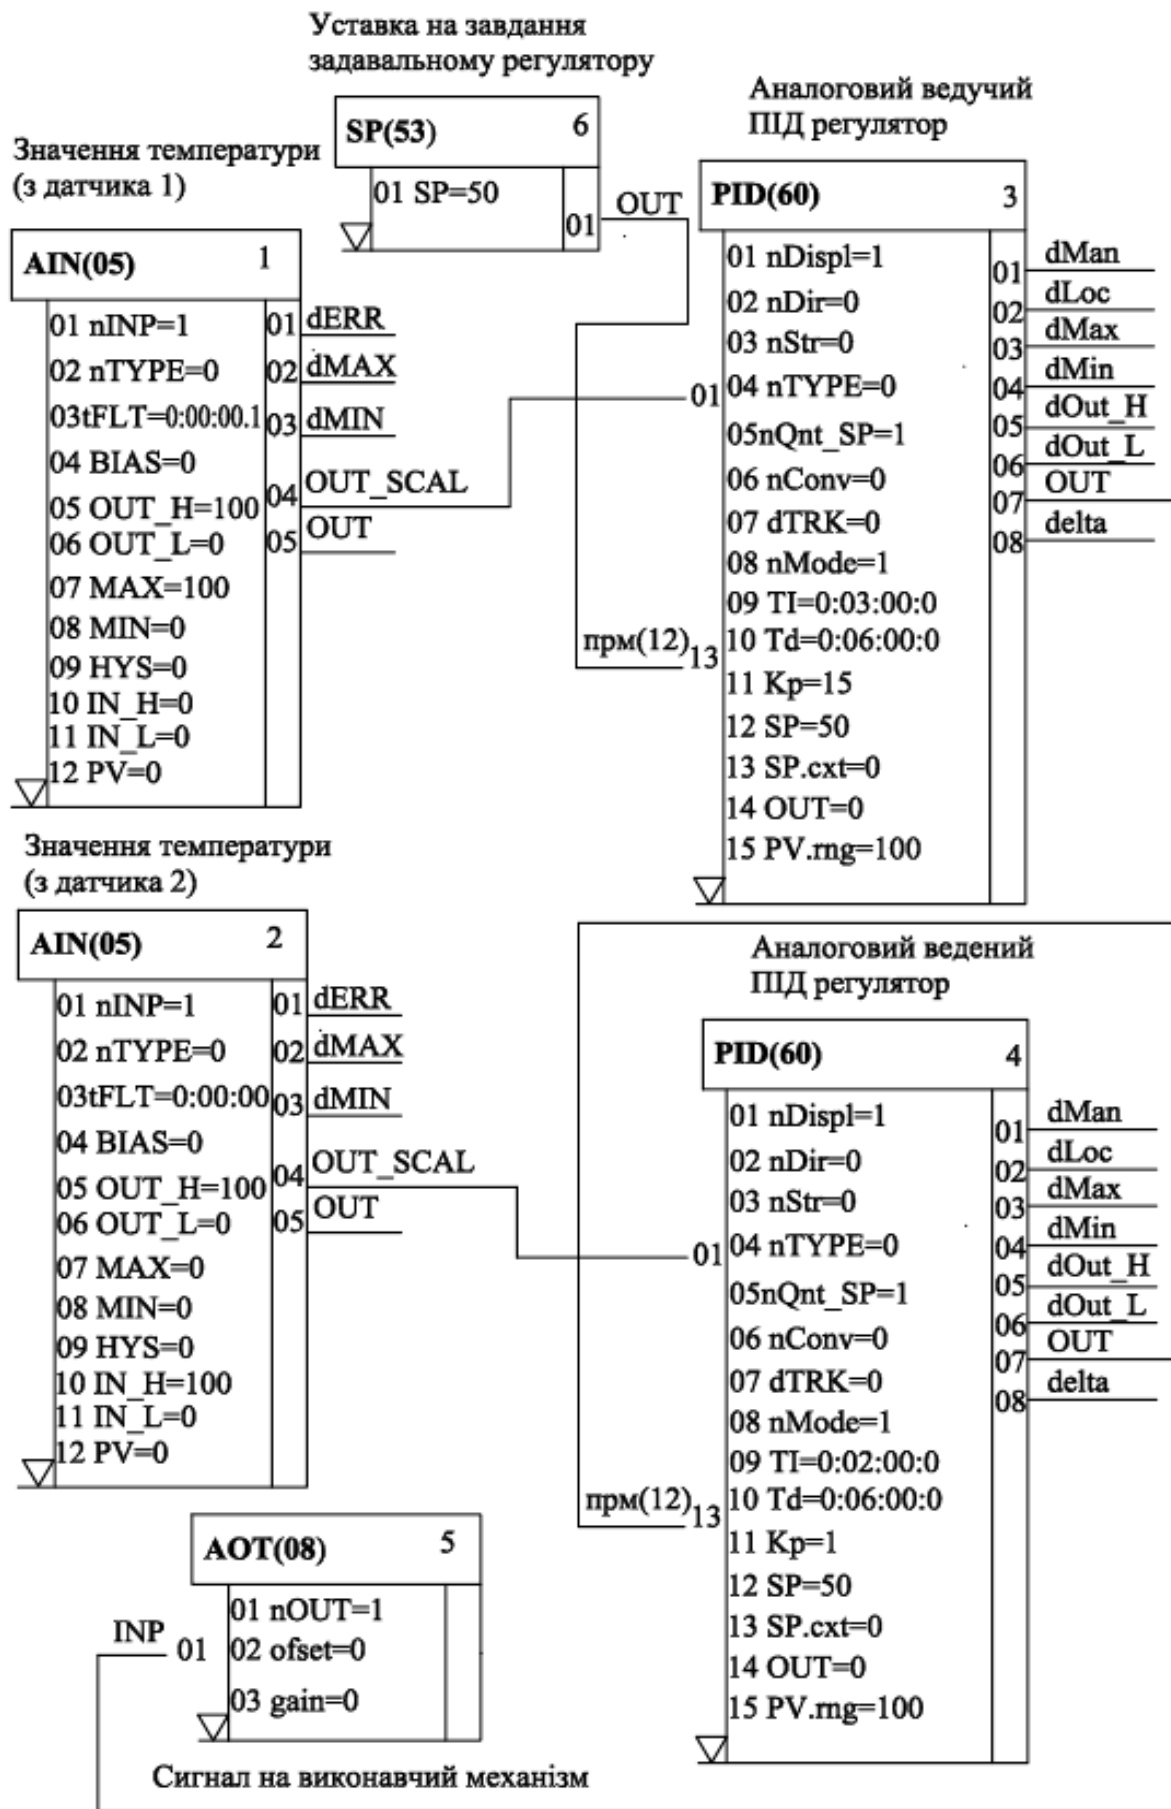 Уставка на завдання
задавальному регулятору
SP(53) 6
01 SP=50
01
OUT
Значення температури
(з датчика 1)
AIN(05) 1
01 nINP=1
02 nTYPE=0
03tFLT=0:00:00.1
04 BIAS=0
05 OUT_H=100
06 OUT_L=0
07 MAX=100
08 MIN=0
09 HYS=0
10 IN_H=0
11 IN_L=0
12 PV=0
01 dERR
02 dMAX
03 dMIN
04 OUT_SCAL
05 OUT
Аналоговий ведучий
ПІД регулятор
PID(60) 3
01
прм(12) 13
01 nDispl=1
02 nDir=0
03 nStr=0
04 nTYPE=0
05nQnt_SP=1
06 nConv=0
07 dTRK=0
08 nMode=1
09 TI=0:03:00:0
10 Td=0:06:00:0
11 Kp=15
12 SP=50
13 SP.cxt=0
14 OUT=0
15 PV.rng=100
01 dMan
02 dLoc
03 dMax
04 dMin
05 dOut_H
06 dOut_L
07 OUT
08 delta
Значення температури
(з датчика 2)
AIN(05) 2
01 nINP=1
02 nTYPE=0
03tFLT=0:00:00
04 BIAS=0
05 OUT_H=100
06 OUT_L=0
07 MAX=0
08 MIN=0
09 HYS=0
10 IN_H=100
11 IN_L=0
12 PV=0
01 dERR
02 dMAX
03 dMIN
04 OUT_SCAL
05 OUT
Аналоговий ведений
ПІД регулятор
PID(60) 4
01
прм(12) 13
01 nDispl=1
02 nDir=0
03 nStr=0
04 nTYPE=0
05nQnt_SP=1
06 nConv=0
07 dTRK=0
08 nMode=1
09 TI=0:02:00:0
10 Td=0:06:00:0
11 Kp=1
12 SP=50
13 SP.cxt=0
14 OUT=0
15 PV.rng=100
01 dMan
02 dLoc
03 dMax
04 dMin
05 dOut_H
06 dOut_L
07 OUT
08 delta
AOT(08) 5
INP 01
01 nOUT=1
02 ofset=0
03 gain=0
Сигнал на виконавчий механізм